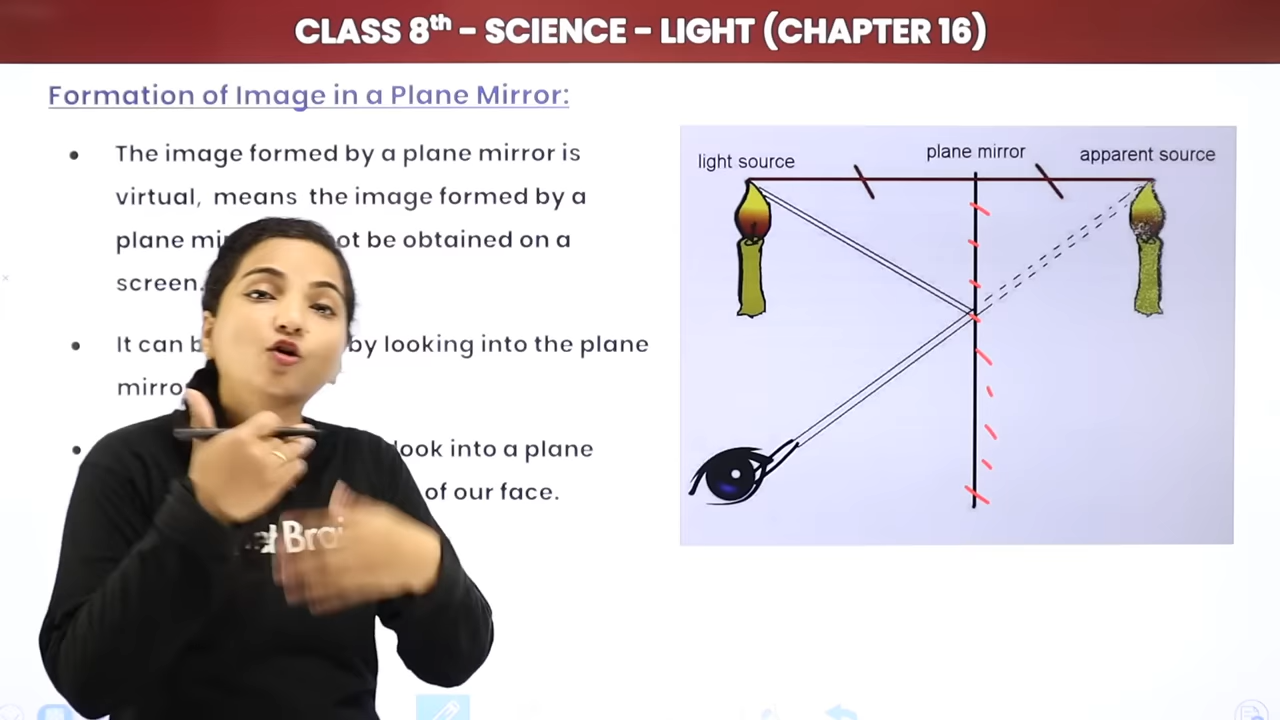 CLASS 8th – SCIENCE – LIGHT (CHAPTER 16)
Formation of Image in a Plane Mirror:
• The image formed by a plane mirror is
virtual, means the image formed by a
plane ot be obtained on a
screen.
• It can by looking into the plane
• look into a plane
of our face.
light source
plane mirror
apparent source